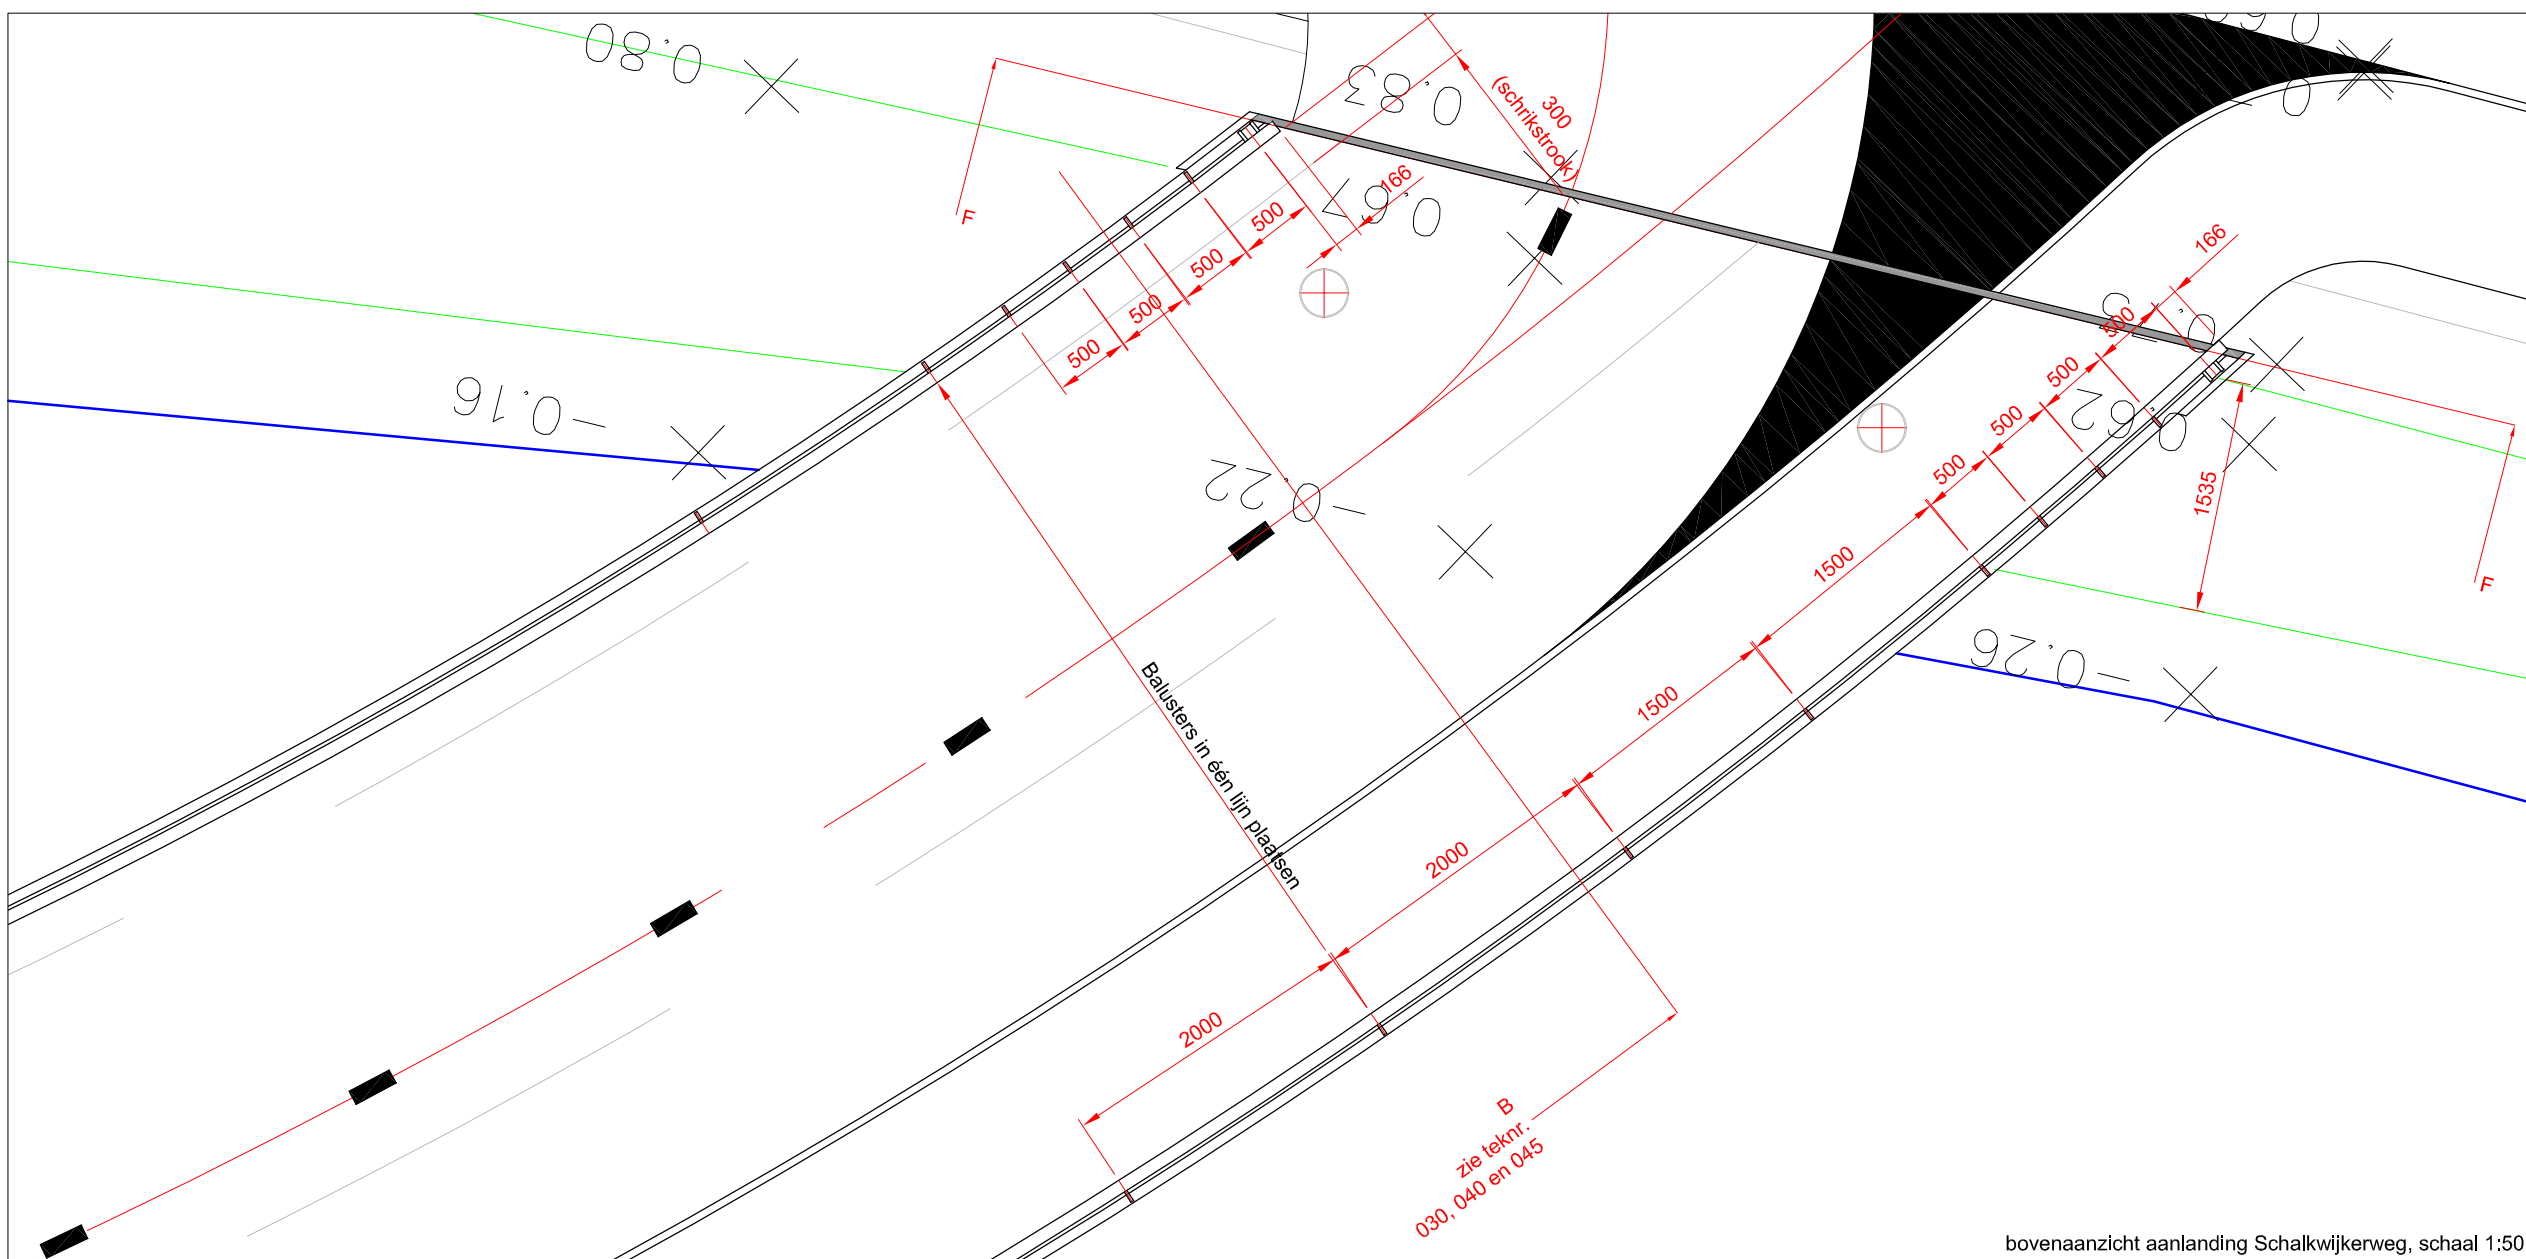 0.80
0.83
300
(schrikstrook)
0.67
166
500
500
500
500
F
-0.16
-0.22
166
500
500
500
500
1500
1500
2000
2000
0.62
1535
F
-0.26
Balusters in één lijn plaatsen
B
zie teknr.
030, 040 en 045
bovenaanzicht aanlanding Schalkwijkerweg, schaal 1:50